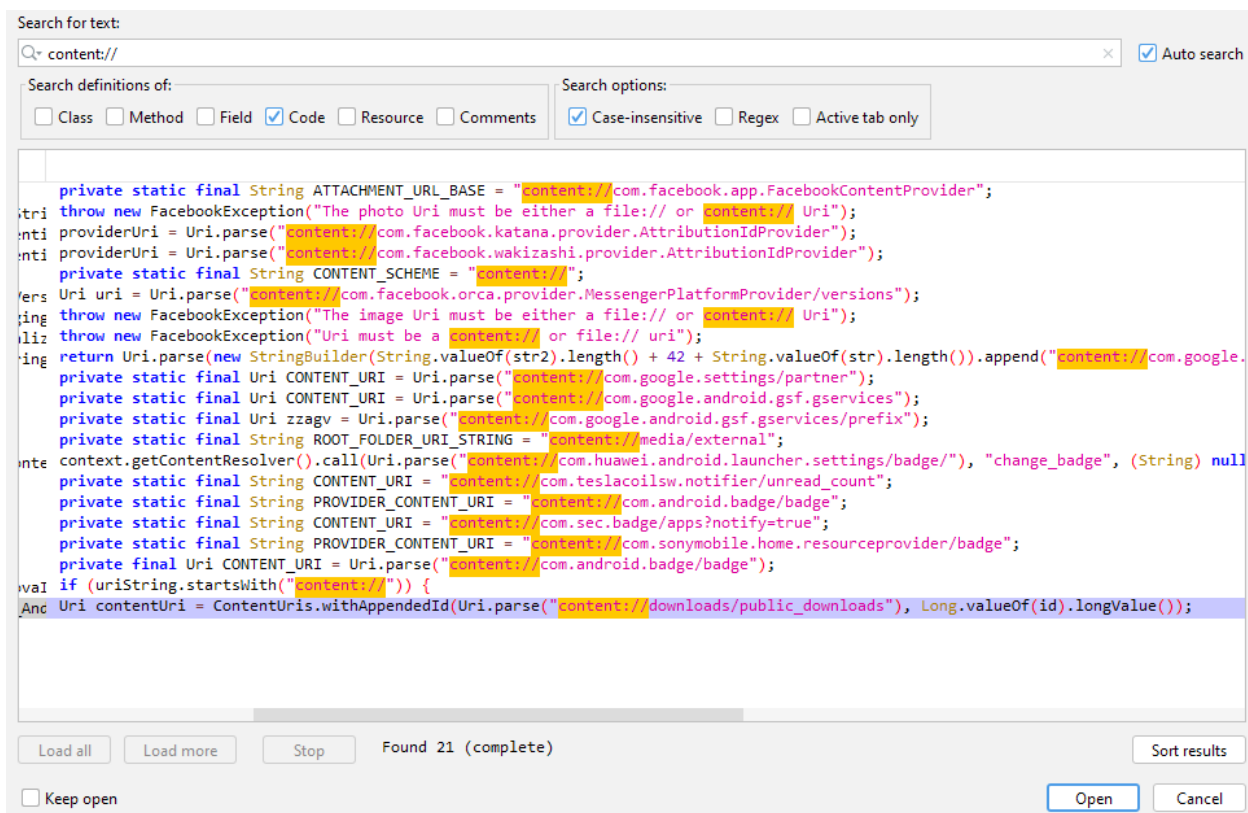 Search for text:
content://
Auto search
Search definitions of:
Search options:
Class Method Field Code Resource Comments
Case-insensitive Regex Active tab only
private static final String ATTACHMENT_URL_BASE = "content://com.facebook.app.FacebookContentProvider";
throw new FacebookException("The photo Uri must be either a file:// or content:// Uri");
providerUri = Uri.parse("content://com.facebook.katana.provider.AttributionIdProvider");
providerUri = Uri.parse("content://com.facebook.wakizashi.provider.AttributionIdProvider");
private static final String CONTENT_SCHEME = "content://";
Uri uri = Uri.parse("content://com.facebook.orca.provider.MessengerPlatformProvider/versions");
throw new FacebookException("The image Uri must be either a file:// or content:// Uri");
throw new FacebookException("Uri must be a content:// or file:// uri");
return Uri.parse(new StringBuilder(String.valueOf(str2).length() + 42 + String.valueOf(str).length()).append("content://com.google.
private static final Uri CONTENT_URI = Uri.parse("content://com.google.settings/partner");
private static final Uri CONTENT_URI = Uri.parse("content://com.google.android.gsf.gservices");
private static final Uri zzagv = Uri.parse("content://com.google.android.gsf.gservices/prefix");
private static final String ROOT_FOLDER_URI_STRING = "content://media/external";
context.getContentResolver().call(Uri.parse("content://com.huawei.android.launcher.settings/badge/"), "change_badge", (String) null
private static final String CONTENT_URI = "content://com.teslacoilsw.notifier/unread_count";
private static final String PROVIDER_CONTENT_URI = "content://com.android.badge/badge";
private static final String CONTENT_URI = "content://com.sec.badge/apps?notify=true";
private static final String PROVIDER_CONTENT_URI = "content://com.sonymobile.home.resourceprovider/badge";
private final Uri CONTENT_URI = Uri.parse("content://com.android.badge/badge");
if (uriString.startsWith("content://")) {
And Uri contentUri = ContentUris.withAppendedId(Uri.parse("content://downloads/public_downloads"), Long.valueOf(id).longValue());
Load all Load more Stop Found 21 (complete) Sort results
Keep open Open Cancel